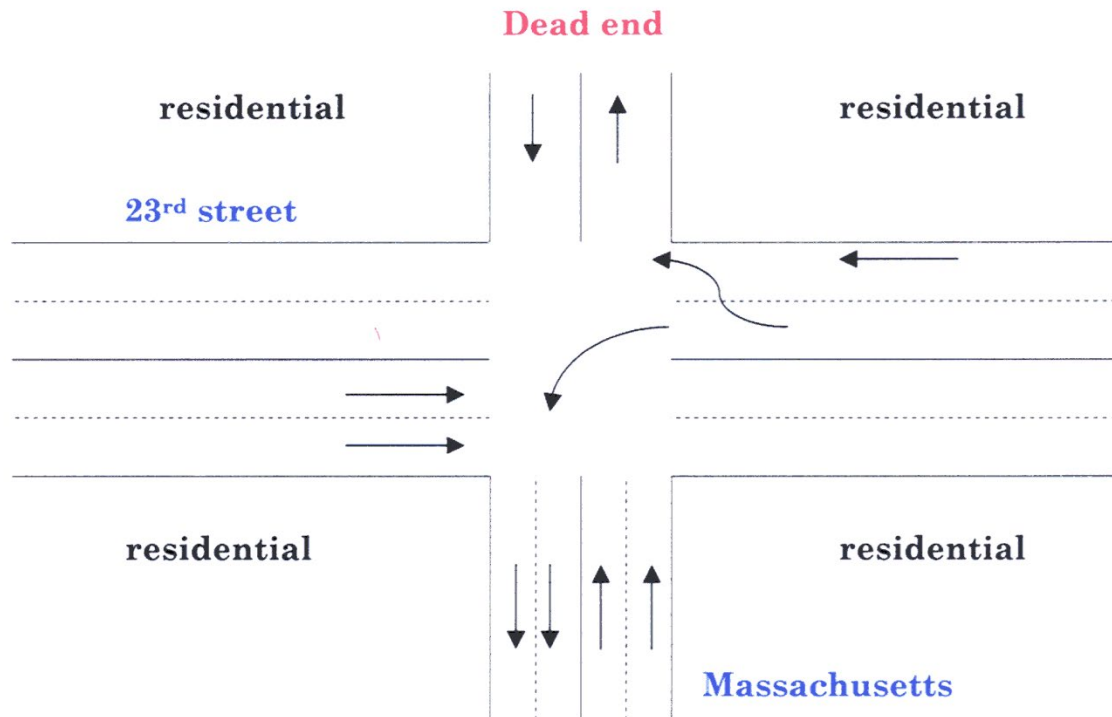 Dead end
residential
residential
23rd street
residential
residential
Massachusetts